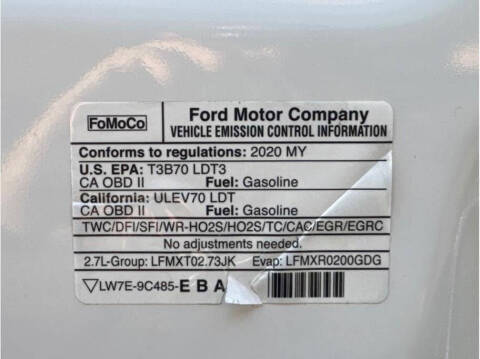 FoMoCo
Ford Motor Company
VEHICLE EMISSION CONTROL INFORMATION
Conforms to regulations: 2020 MY
U.S. EPA: T3B70 LDT3
CA OBD II Fuel: Gasoline
California: ULEV70 LDT
CA OBD II Fuel: Gasoline
TWC/DFI/SFI/WR-HO2S/HO2S/TC/CAC/EGR/EGRC
No adjustments needed.
2.7L-Group: LFMXT02.73JK Evap: LFMXR0200GDG
▽LW7E-9C485-E B A